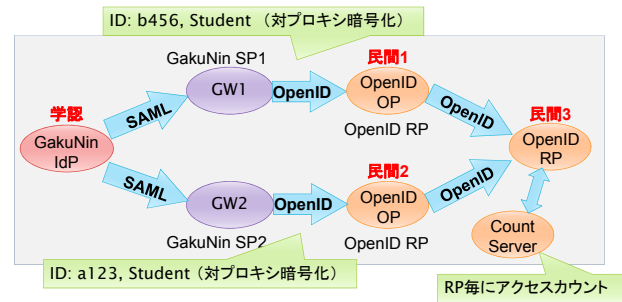 ID: b456, Student （対プロキシ暗号化）
GakuNin SP1
民間1
GW1
OpenID
OpenID
OP
学認
SAML
OpenID RP
OpenID
民間3
GakuNin
IdP
OpenID
RP
SAML
民間2
OpenID
GW2
OpenID
OpenID
OP
GakuNin SP2
OpenID RP
Count
Server
ID: a123, Student （対プロキシ暗号化）
RP毎にアクセスカウント